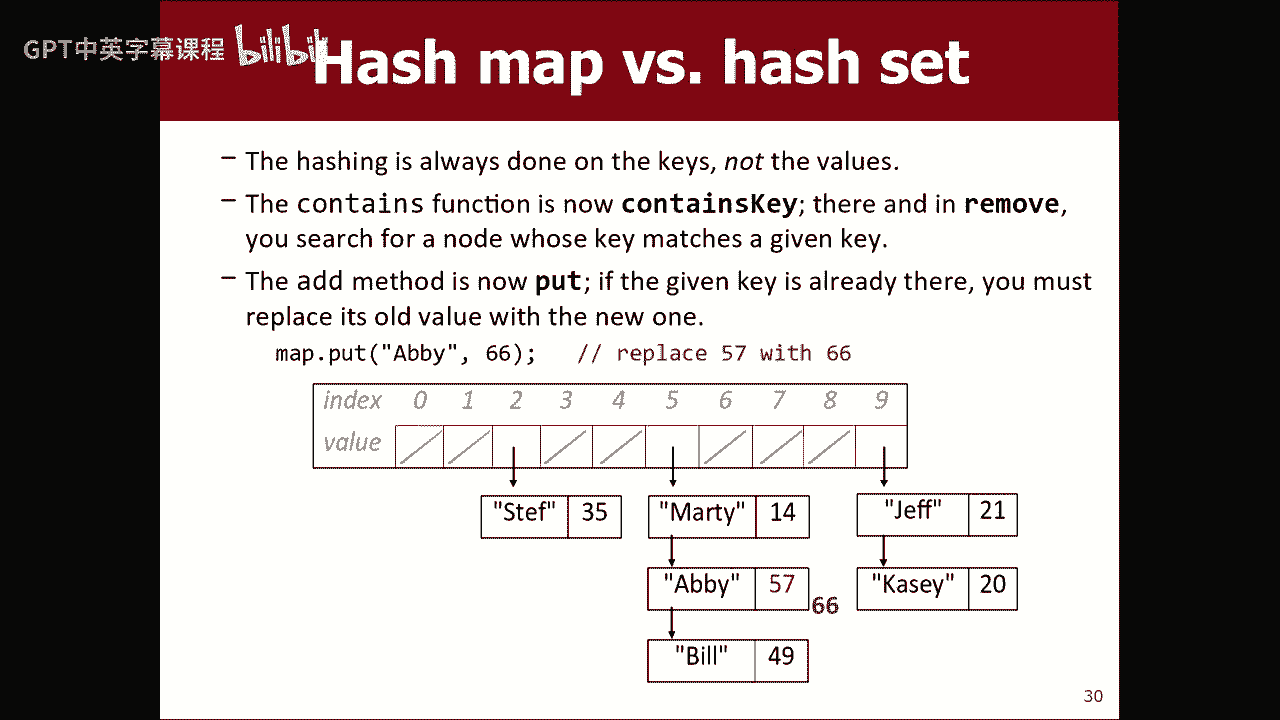 GPT中英字幕课程 bilibili
Hash map vs. hash set
– The hashing is always done on the keys, not the values.
– The contains function is now containsKey; there and in remove,
you search for a node whose key matches a given key.
– The add method is now put; if the given key is already there, you must
replace its old value with the new one.
map.put("Abby", 66); // replace 57 with 66
index 0 1 2 3 4 5 6 7 8 9
value
"Stef" 35 "Marty" 14 "Jeff" 21
"Abby" 57 66 "Kasey" 20
"Bill" 49
30